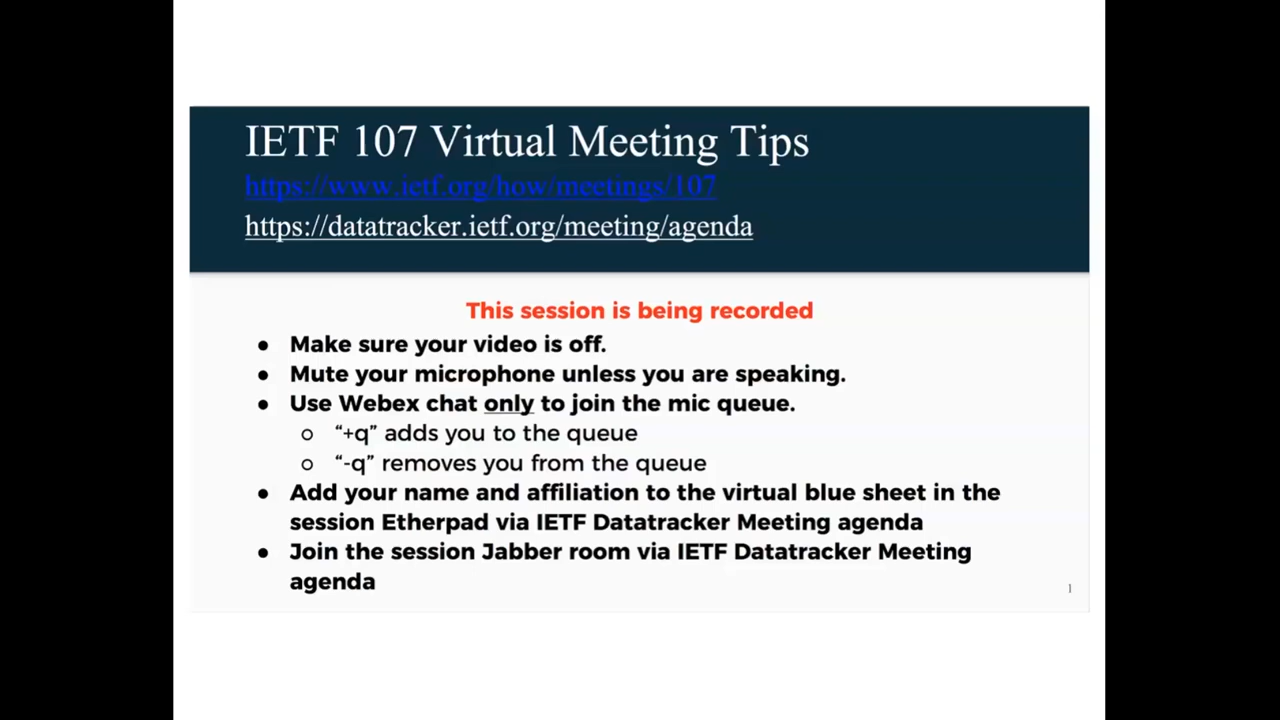 IETF 107 Virtual Meeting Tips
https://www.ietf.org/how/meetings/107
https://datatracker.ietf.org/meeting/agenda
This session is being recorded
● Make sure your video is off.
● Mute your microphone unless you are speaking.
● Use Webex chat only to join the mic queue.
○ “+q” adds you to the queue
○ “-q” removes you from the queue
● Add your name and affiliation to the virtual blue sheet in the
session Etherpad via IETF Datatracker Meeting agenda
● Join the session Jabber room via IETF Datatracker Meeting
agenda
1